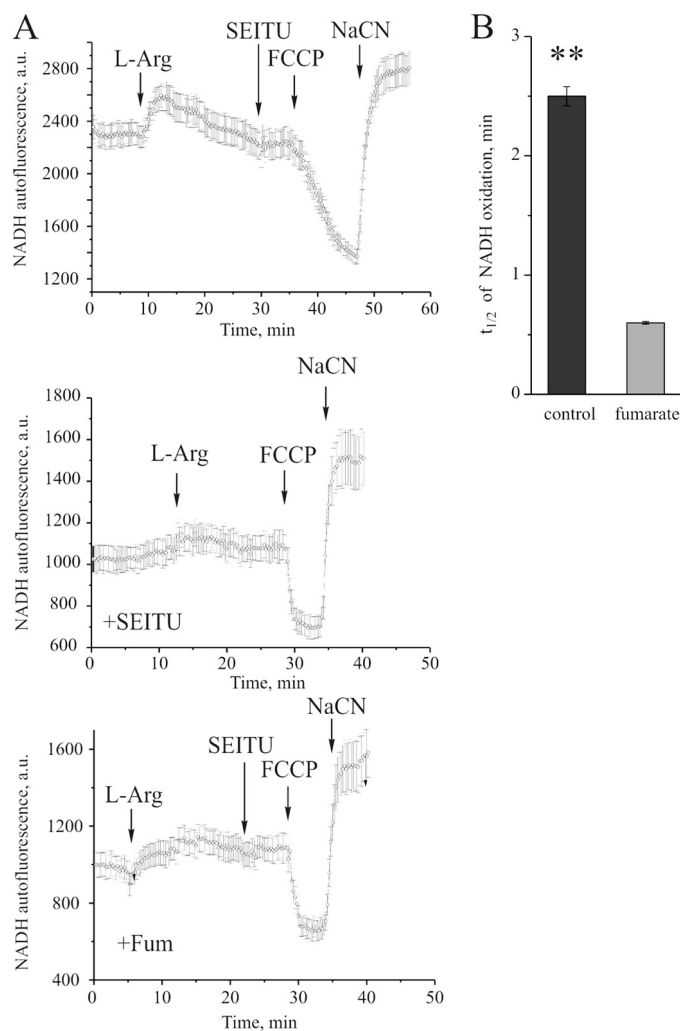 A
B
L-Arg
SEITU
FCCP
NaCN
NADH autofluorescence, a.u.
2800
2400
2000
1600
1200
0
10
20
30
40
50
60
Time, min
**
t1/2 of NADH oxidation, min
3
2
1
0
control
fumarate
NaCN
L-Arg
FCCP
NADH autofluorescence, a.u.
1800
1600
1400
1200
1000
800
600
+SEITU
0
10
20
30
40
50
Time, min
NaCN
SEITU
L-Arg
FCCP
NADH autofluorescence, a.u.
1600
1200
800
400
+Fum
0
10
20
30
40
50
Time, min